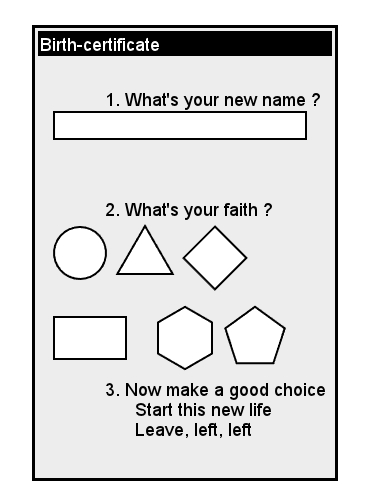 Birth-certificate
1. What's your new name ?
2. What's your faith ?
3. Now make a good choice
Start this new life
Leave, left, left